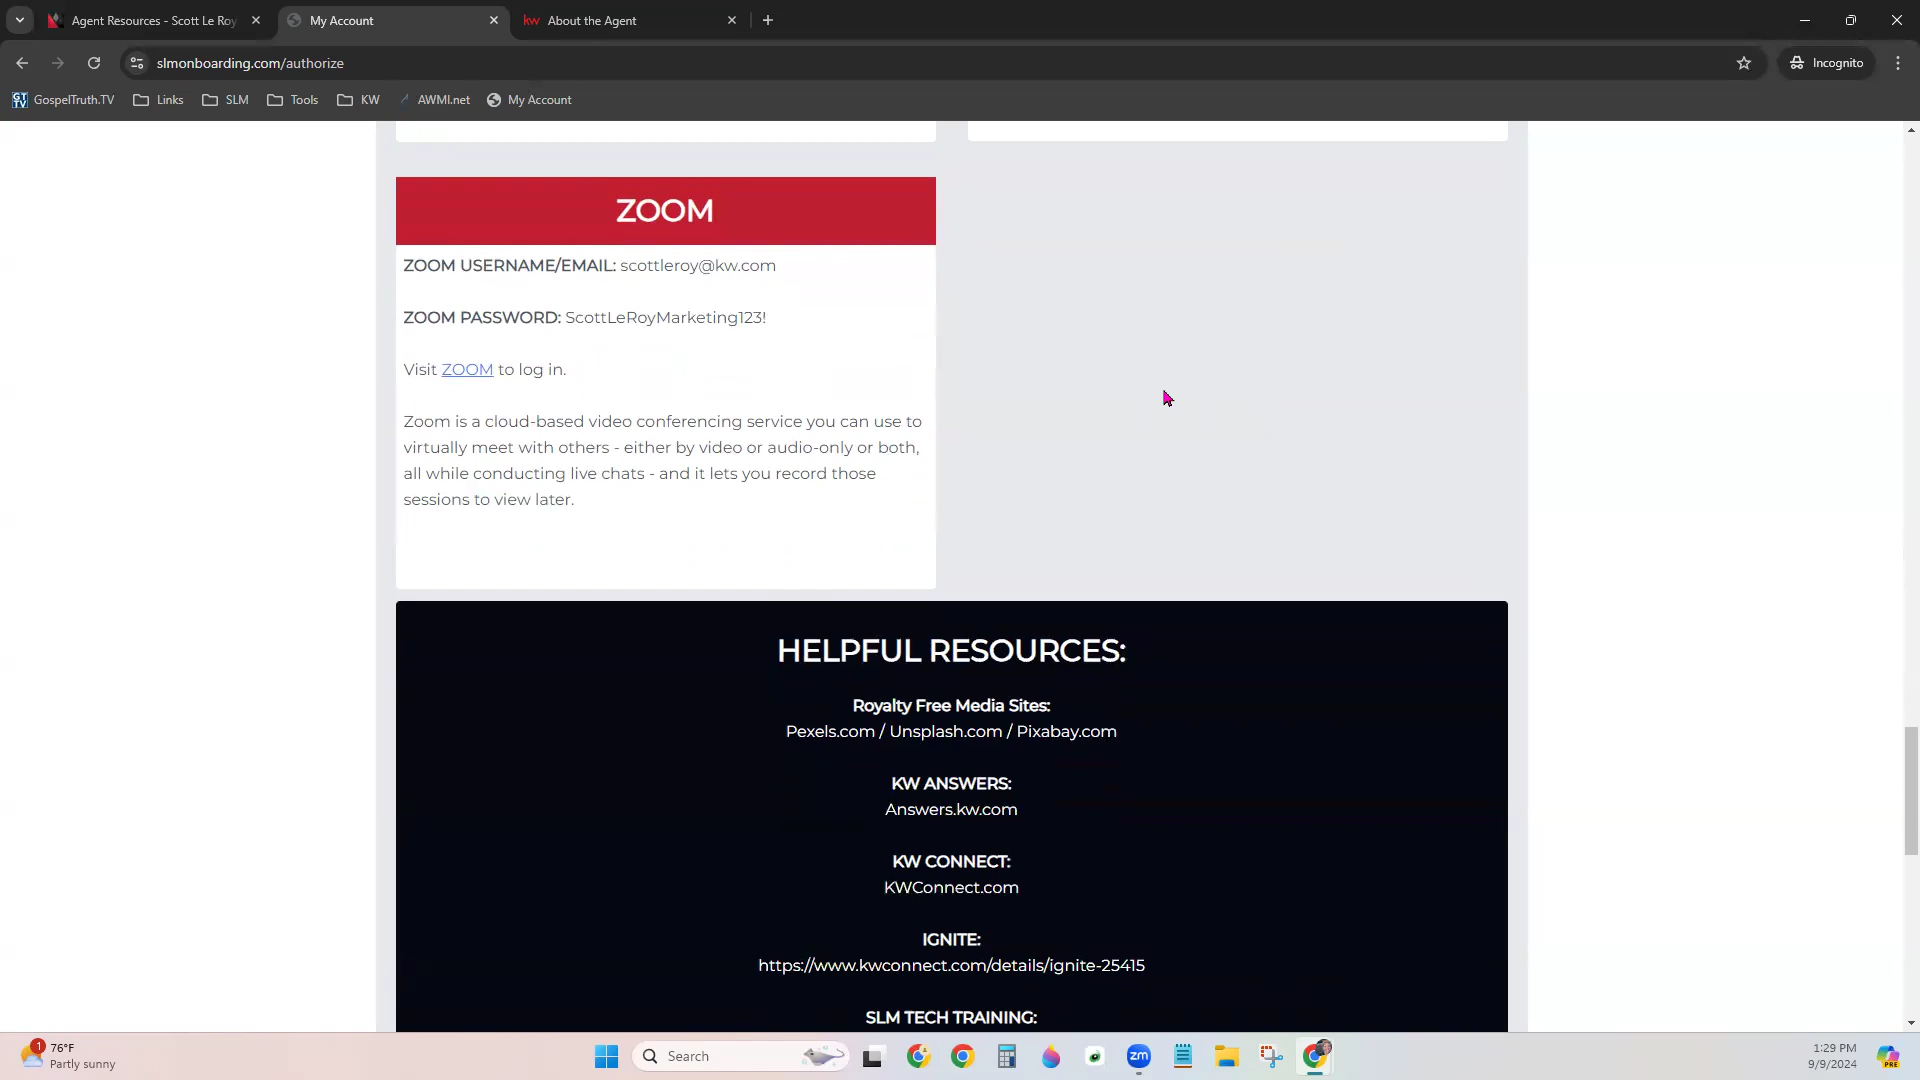 Agent Resources - Scott Le Roy
My Account
kw About the Agent
slmonboarding.com/authorize
Incognito
GospelTruth.TV
Links
SLM
Tools
KW
AWMI.net
My Account
ZOOM
ZOOM USERNAME/EMAIL: scottleroy@kw.com
ZOOM PASSWORD: ScottLeRoyMarketing123!
Visit ZOOM to log in.
Zoom is a cloud-based video conferencing service you can use to
virtually meet with others - either by video or audio-only or both,
all while conducting live chats - and it lets you record those
sessions to view later.
HELPFUL RESOURCES:
Royalty Free Media Sites:
Pexels.com / Unsplash.com / Pixabay.com
KW ANSWERS:
Answers.kw.com
KW CONNECT:
KWConnect.com
IGNITE:
https://www.kwconnect.com/details/ignite-25415
SLM TECH TRAINING:
1
76°F
Partly sunny
Search
zm
1:29 PM
9/9/2024
PRE